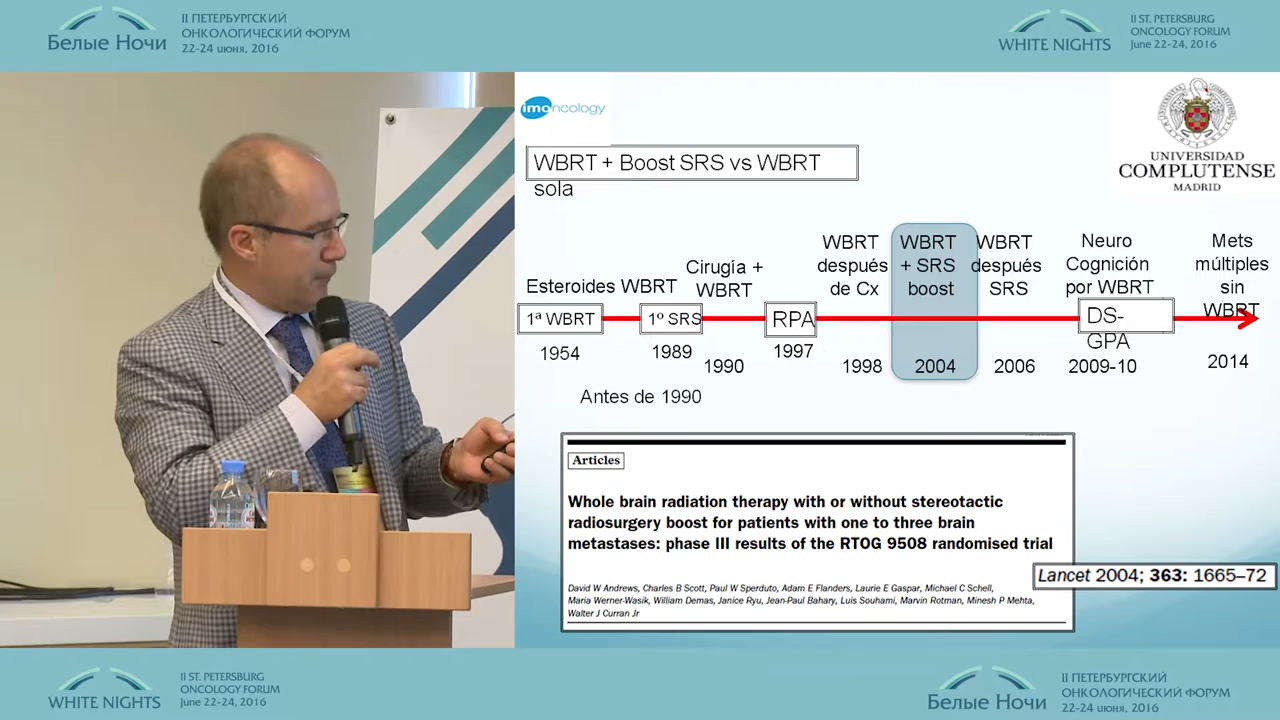 II ПЕТЕРБУРГСКИЙ
ОНКОЛОГИЧЕСКИЙ ФОРУМ
Белые Ночи
22-24 июня, 2016
II ST. PETERSBURG
ONCOLOGY FORUM
WHITE NIGHTS
June 22-24, 2016
imoncology
UNIVERSIDAD
COMPLUTENSE
MADRID
WBRT + Boost SRS vs WBRT
sola
Esteroides WBRT
Cirugía +
WBRT
WBRT
después
de Cx
WBRT
+ SRS
boost
WBRT
después
SRS
Neuro
Cognición
por WBRT
Mets
múltiples
sin
WBRT
1ª WBRT
1º SRS
RPA
DS-
GPA
1954
1989
1990
1997
1998
2004
2006
2009-10
2014
Antes de 1990
Articles
Whole brain radiation therapy with or without stereotactic
radiosurgery boost for patients with one to three brain
metastases: phase III results of the RTOG 9508 randomised trial
Lancet 2004; 363: 1665–72
David W Andrews, Charles B Scott, Paul W Sperduto, Adam E Flanders, Laurie E Gaspar, Michael C Schell,
Maria Werner-Wasik, William Demas, Janice Ryu, Jean-Paul Bahary, Luis Souhami, Marvin Rotman, Minesh P Mehta,
Walter J Curran Jr
WHITE NIGHTS
II ST. PETERSBURG
ONCOLOGY FORUM
June 22-24, 2016
Белые Ночи
II ПЕТЕРБУРГСКИЙ
ОНКОЛОГИЧЕСКИЙ ФОРУМ
22-24 июня, 2016